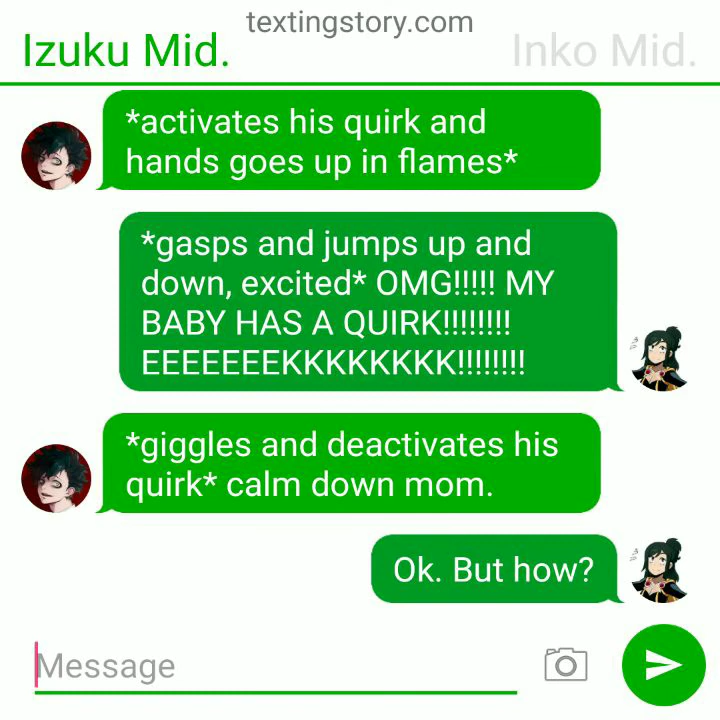 textingstory.com
Izuku Mid.
Inko Mid.
*activates his quirk and
hands goes up in flames*
*gasps and jumps up and
down, excited* OMG!!!!! MY
BABY HAS A QUIRK!!!!!!!!
EEEEEEEKKKKKKKK!!!!!!!!
*giggles and deactivates his
quirk* calm down mom.
Ok. But how?
Message